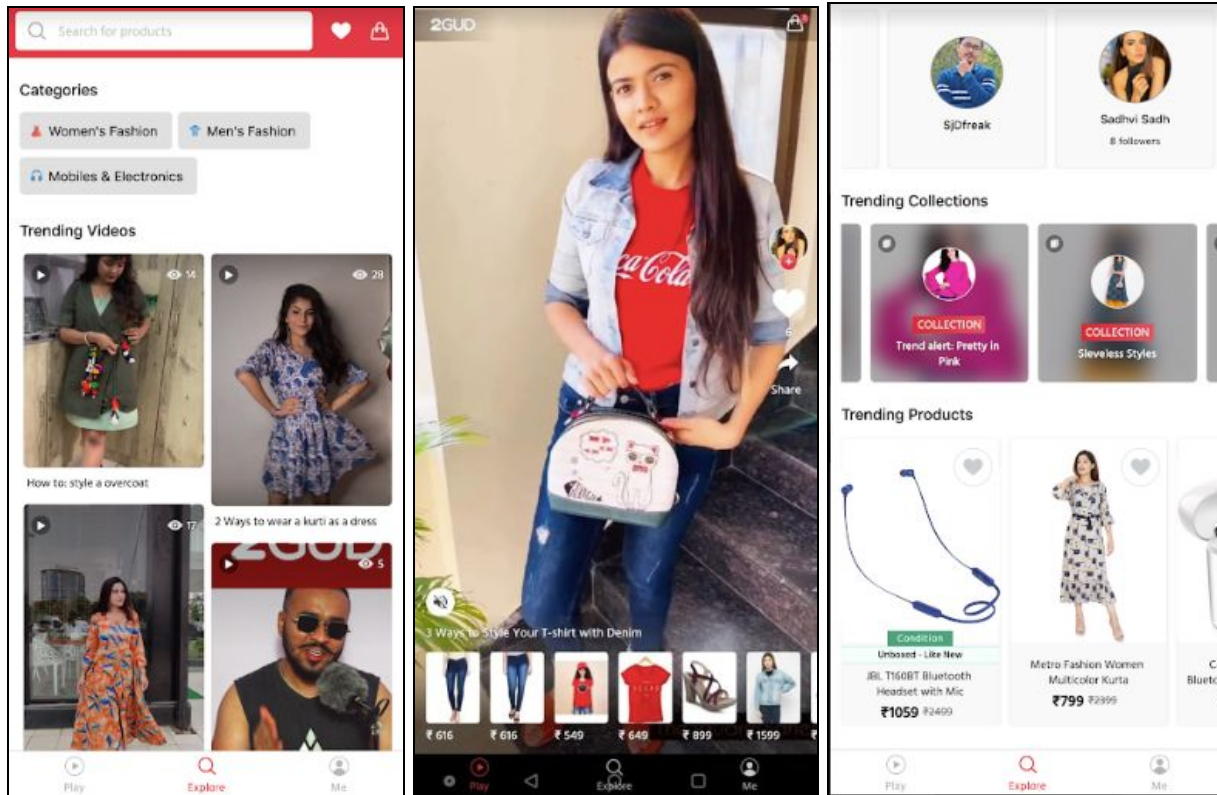 Search for products
Categories
Women's Fashion
Men's Fashion
Mobiles & Electronics
Trending Videos
14
28
How to: style a overcoat
2 Ways to wear a kurti as a dress
17
2GUD
5
Play
Explore
Me
2GUD
Coca-Cola
6
Share
3 Ways to Style Your T-shirt with Denim
₹ 616
₹ 616
₹ 549
₹ 649
₹ 899
₹ 1599
Play
Explore
Me
SjDfreak
Sadhvi Sadh
8 followers
Trending Collections
COLLECTION
Trend alert: Pretty in
Pink
COLLECTION
Sleveless Styles
Trending Products
Condition
Unboxed - Like New
JBL T160BT Bluetooth
Headset with Mic
₹1059 ₹2499
Metro Fashion Women
Multicolor Kurta
₹799 ₹2399
Play
Explore
Me